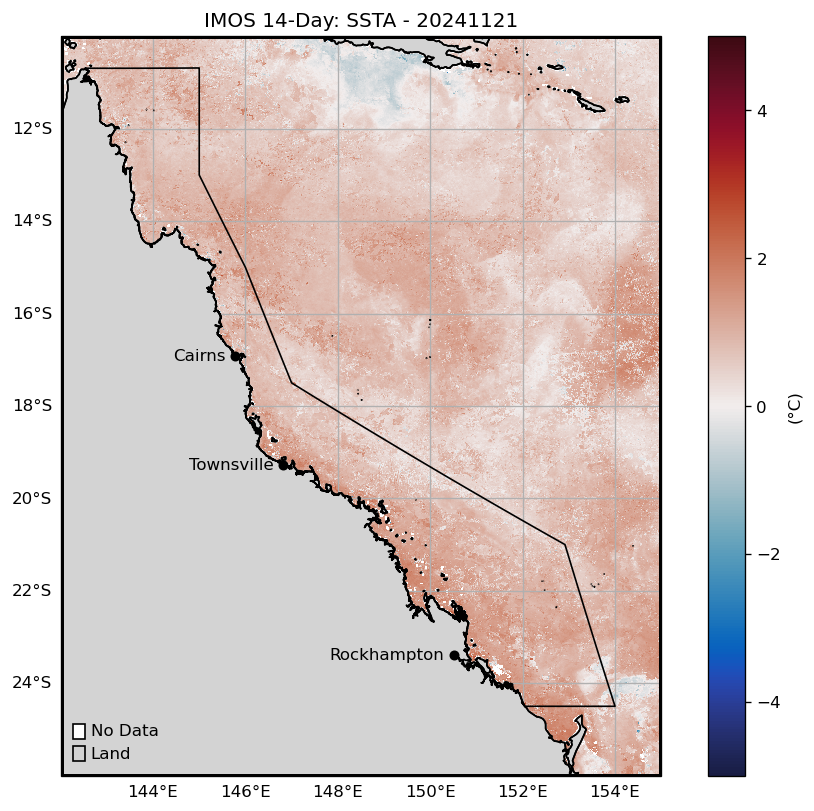 IMOS 14-Day: SSTA - 20241121
12°S
14°S
16°S
18°S
20°S
22°S
24°S
Cairns
Townsville
Rockhampton
No Data
Land
144°E 146°E 148°E 150°E 152°E 154°E
4
2
0
−2
−4
(°C)